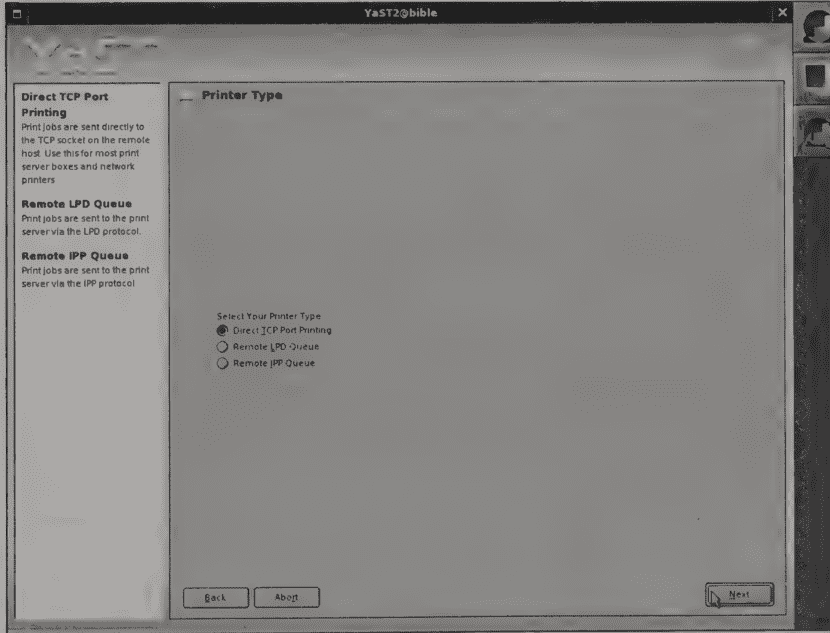 YaST2@bible
YaST
Direct TCP Port
Printing
Print jobs are sent directly to
the TCP socket on the remote
host. Use this for most print
server boxes and network
printers
Remote LPD Queue
Print jobs are sent to the print
server via the LPD protocol.
Remote IPP Queue
Print jobs are sent to the print
server via the IPP protocol
Printer Type
Select Your Printer Type
Direct TCP Port Printing
Remote LPD Queue
Remote IPP Queue
Back
Abort
Next